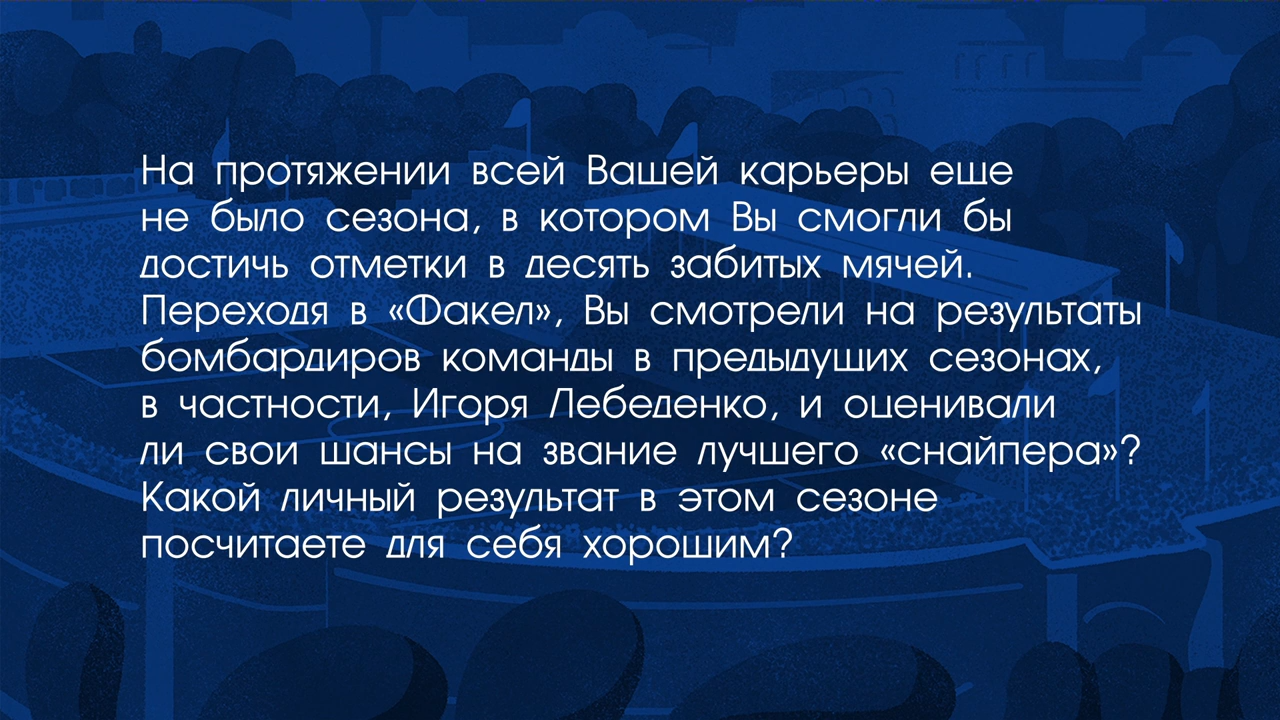 На протяжении всей Вашей карьеры еще
не было сезона, в котором Вы смогли бы
достичь отметки в десять забитых мячей.
Переходя в «Факел», Вы смотрели на результаты
бомбардиров команды в предыдущих сезонах,
в частности, Игоря Лебеденко, и оценивали
ли свои шансы на звание лучшего «снайпера»?
Какой личный результат в этом сезоне
посчитаете для себя хорошим?